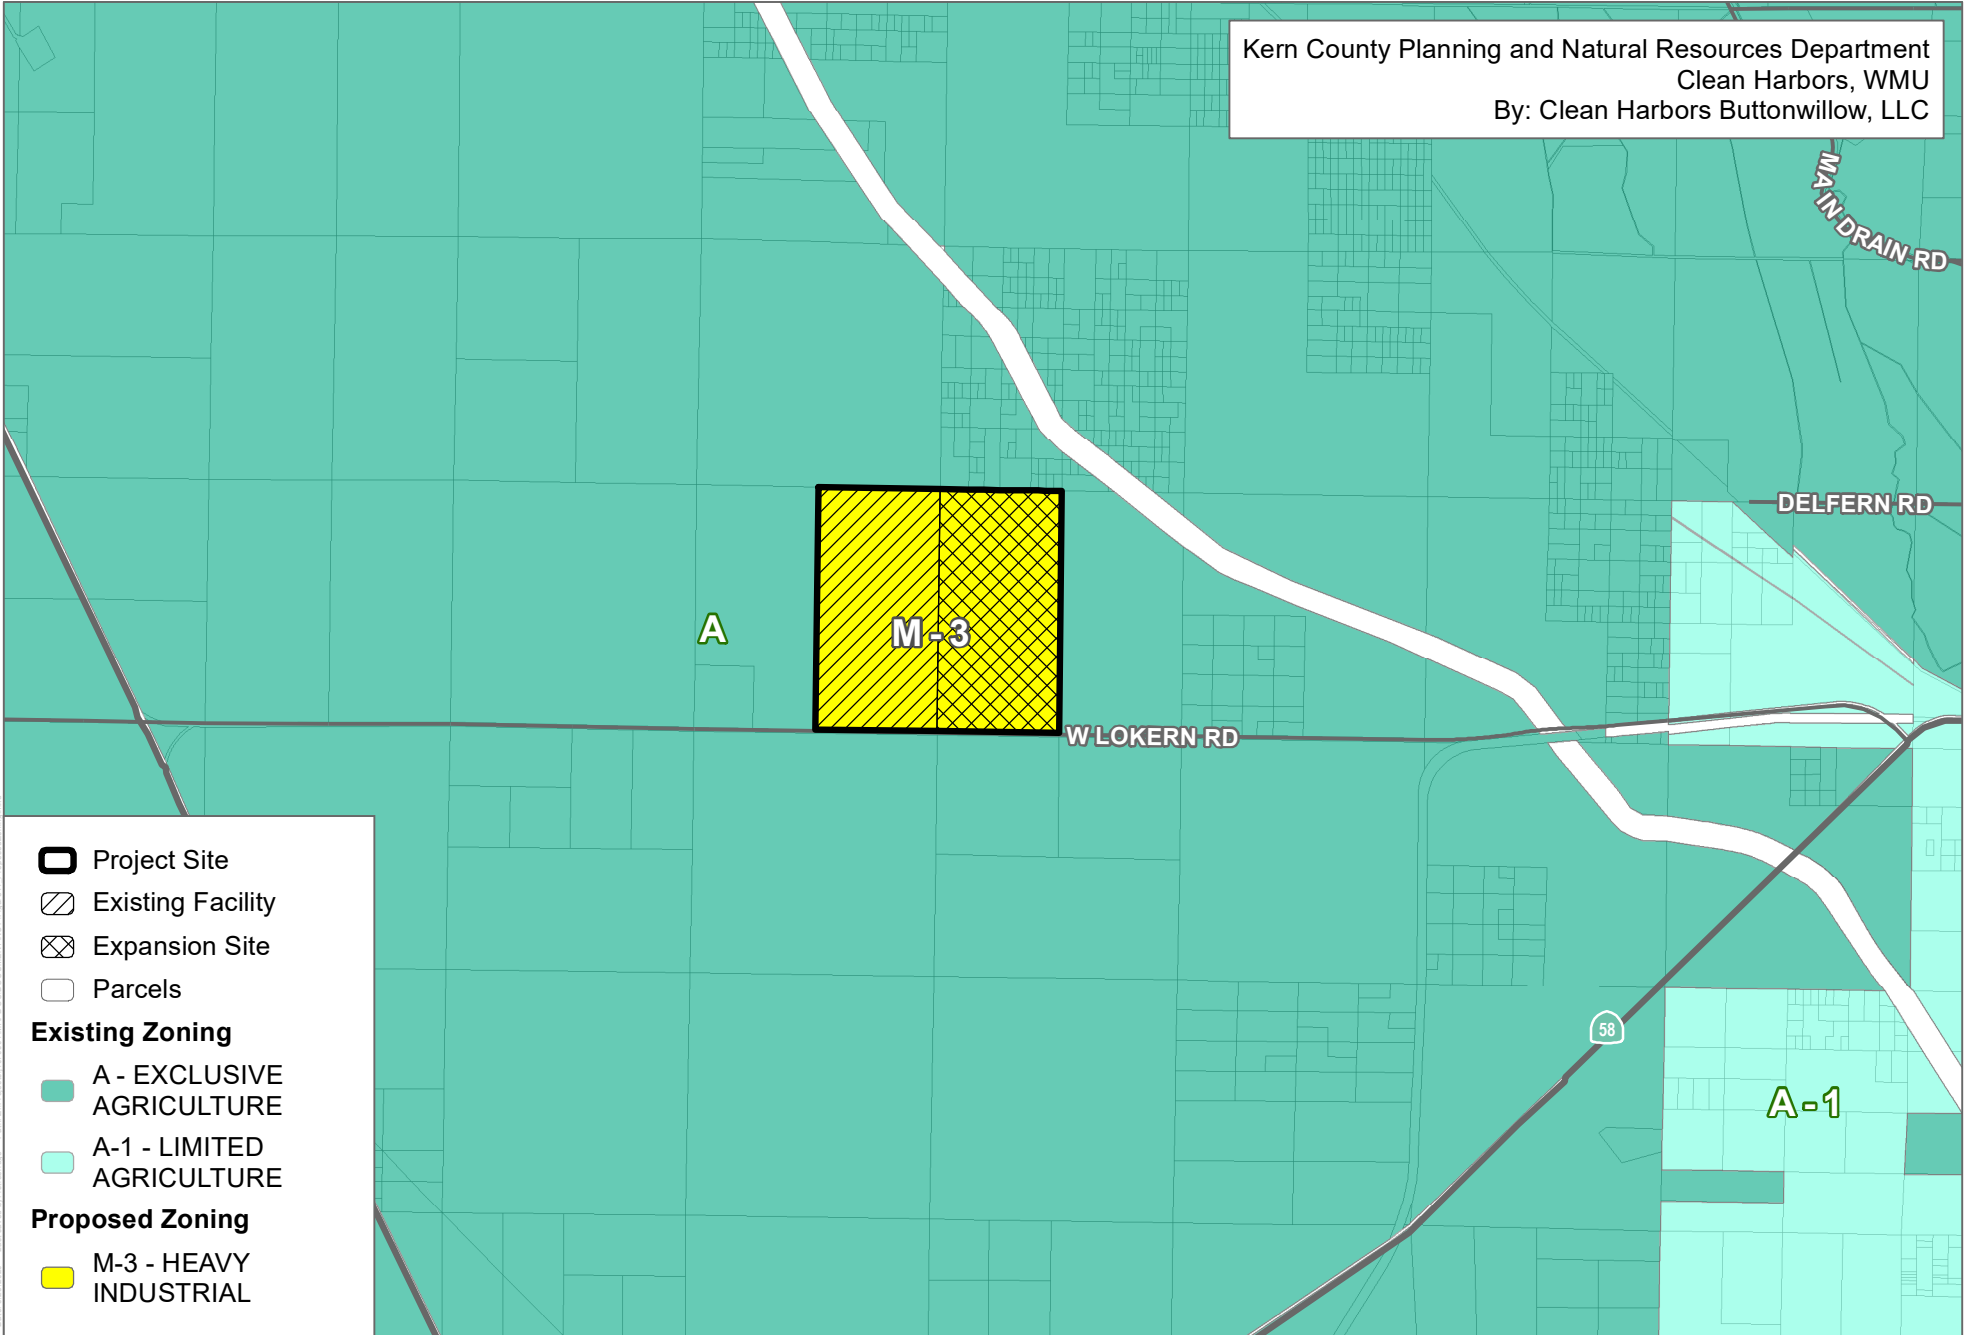 Kern County Planning and Natural Resources Department
Clean Harbors, WMU
By: Clean Harbors Buttonwillow, LLC
MAIN DRAIN RD
DELFERN RD
A
M - 3
W LOKERN RD
58
A - 1
Project Site
Existing Facility
Expansion Site
Parcels
Existing Zoning
A - EXCLUSIVE
AGRICULTURE
A-1 - LIMITED
AGRICULTURE
Proposed Zoning
M-3 - HEAVY
INDUSTRIAL